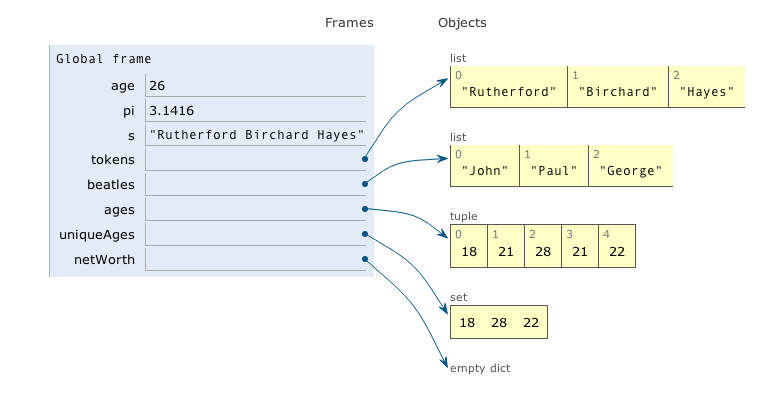 Frames Objects
Global frame
age 26
pi 3.1416
s "Rutherford Birchard Hayes"
tokens
beatles
ages
uniqueAges
netWorth
list
0 1 2
"Rutherford" "Birchard" "Hayes"
list
0 1 2
"John" "Paul" "George"
tuple
0 1 2 3 4
18 21 28 21 22
set
18 28 22
empty dict